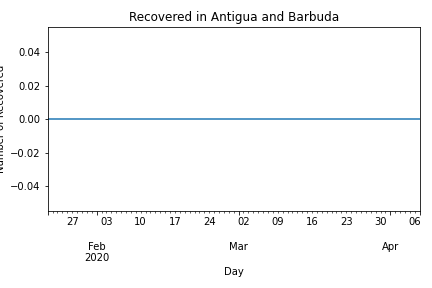 Recovered in Antigua and Barbuda
Number of Recovered
0.04
0.02
0.00
−0.02
−0.04
27 03 10 17 24 02 09 16 23 30 06
Feb Mar Apr
2020
Day